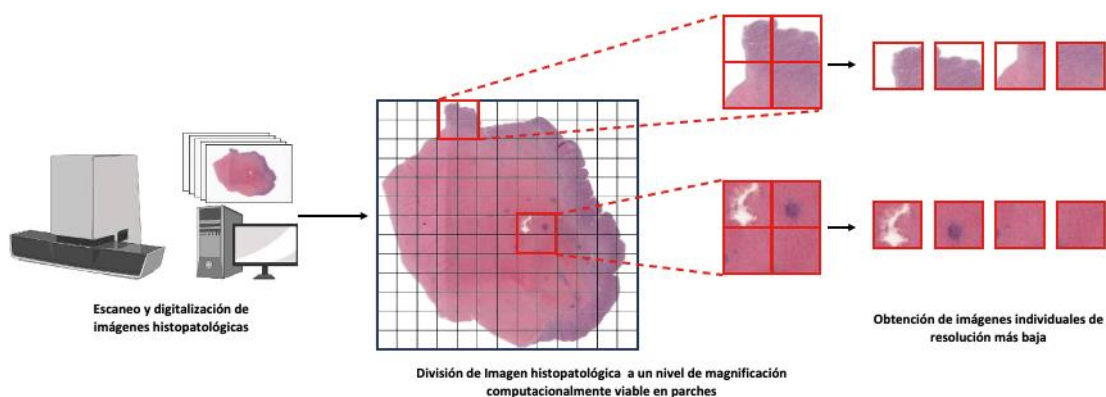 Escaneo y digitalización de
imágenes histopatológicas
División de Imagen histopatológica a un nivel de magnificación
computacionalmente viable en parches
Obtención de imágenes individuales de
resolución más baja